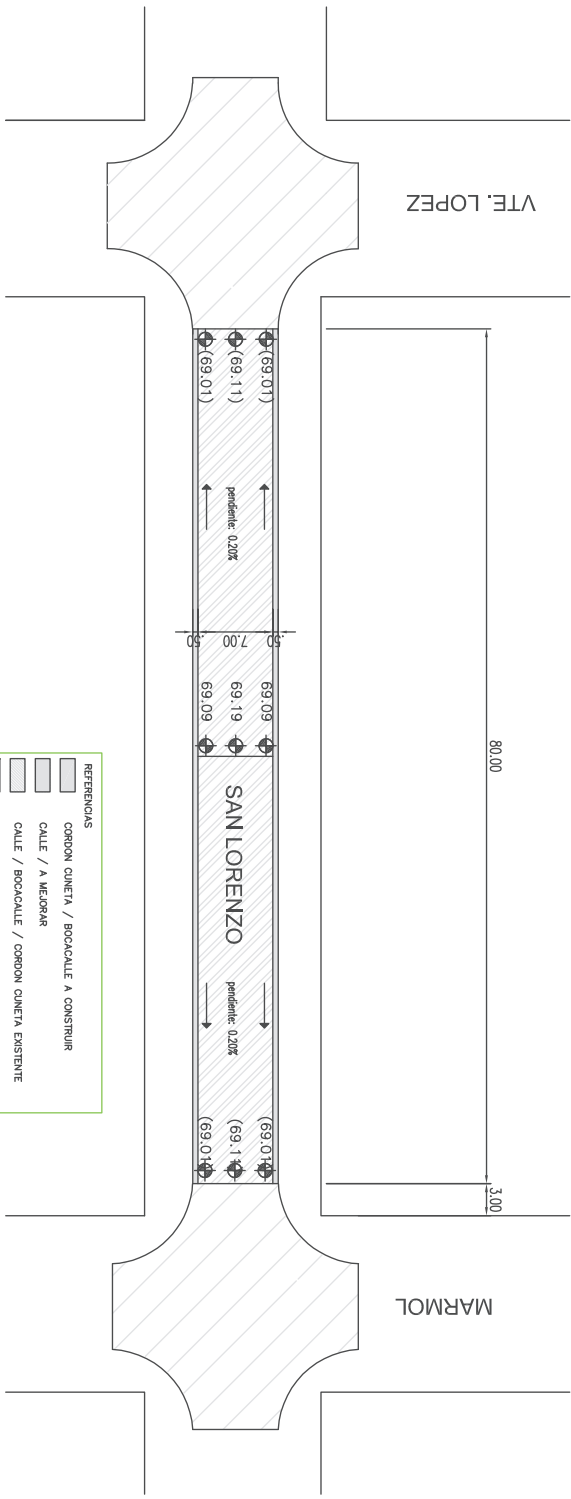 VTE. LOPEZ
(69.01)
(69.11)
(69.01)
pendiente: 0.20%
.50
7.00
.50
69.09
69.19
69.09
80.00
SAN LORENZO
pendiente: 0.20%
(69.01)
(69.11)
(69.01)
3.00
MARMOL
REFERENCIAS
CORDON CUNETA / BOCACALLE A CONSTRUIR
CALLE / A MEJORAR
CALLE / BOCACALLE / CORDON CUNETA EXISTENTE